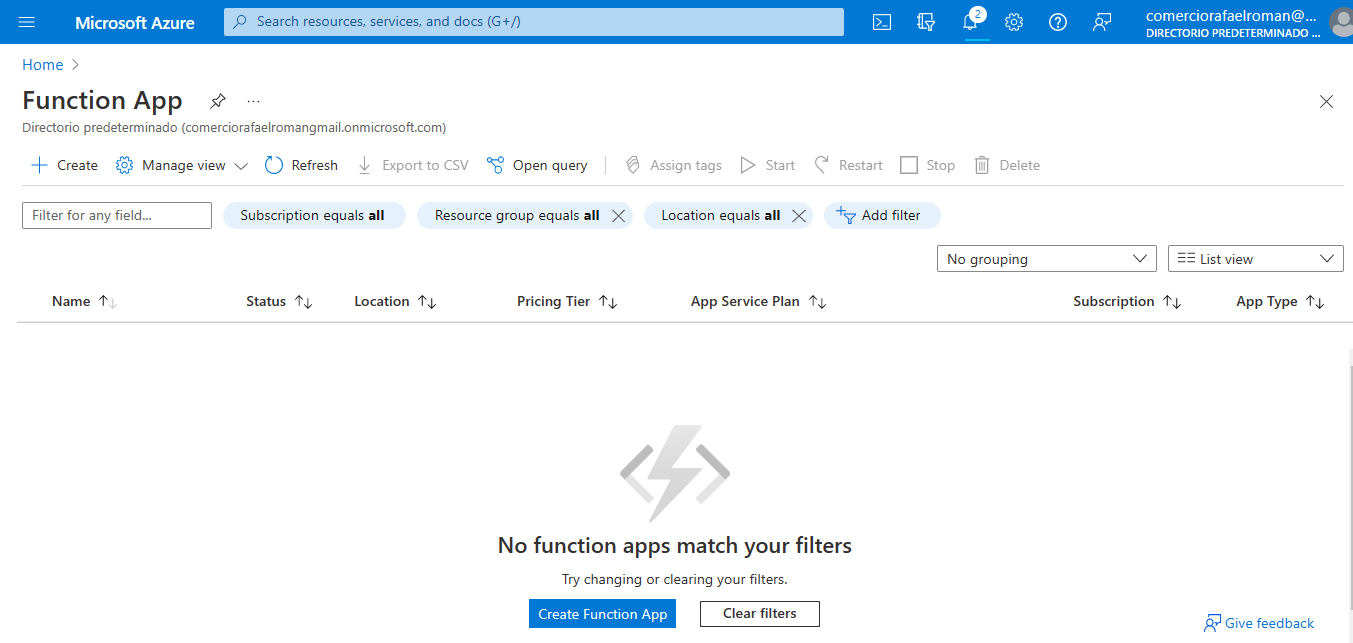 Microsoft Azure
Search resources, services, and docs (G+/)
2
comerciorafaelroman@...
DIRECTORIO PREDETERMINADO ...
Home
Function App
...
Directorio predeterminado (comerciorafaelromangmail.onmicrosoft.com)
Create
Manage view
Refresh
Export to CSV
Open query
Assign tags
Start
Restart
Stop
Delete
Filter for any field...
Subscription equals all
Resource group equals all
Location equals all
Add filter
No grouping
List view
Name
Status
Location
Pricing Tier
App Service Plan
Subscription
App Type
No function apps match your filters
Try changing or clearing your filters.
Create Function App
Clear filters
Give feedback